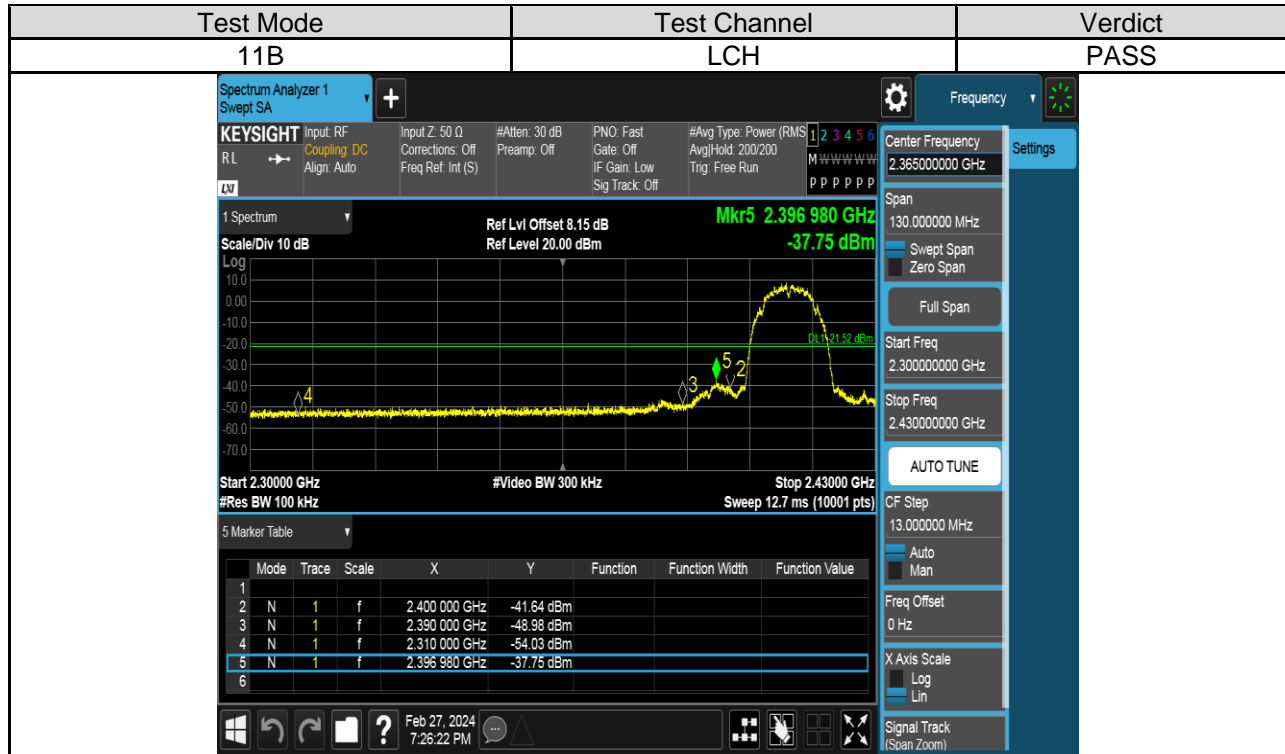 Test Mode Test Channel Verdict
11B LCH PASS
Spectrum Analyzer 1
Swept SA
+
Frequency
KEYSIGHT Input: RF Input Z: 50 Ω #Atten: 30 dB PNO: Fast #Avg Type: Power (RMS 1 2 3 4 5 6
RL Coupling: DC Corrections: Off Preamp: Off Gate: Off Avg|Hold: 200/200 M W W W W W
Align: Auto Freq Ref: Int (S) IF Gain: Low Trig: Free Run
LXI Sig Track: Off P P P P P P
1 Spectrum
Ref Lvl Offset 8.15 dB Mkr5 2.396 980 GHz
Scale/Div 10 dB Ref Level 20.00 dBm -37.75 dBm
Log
10.0
0.00
-10.0
-20.0 DL1 -21.52 dBm
-30.0
-40.0
-50.0
-60.0
-70.0
4 3 5 2
Start 2.30000 GHz #Video BW 300 kHz Stop 2.43000 GHz
#Res BW 100 kHz Sweep 12.7 ms (10001 pts)
5 Marker Table
Mode Trace Scale X Y Function Function Width Function Value
1
2 N 1 f 2.400 000 GHz -41.64 dBm
3 N 1 f 2.390 000 GHz -48.98 dBm
4 N 1 f 2.310 000 GHz -54.03 dBm
5 N 1 f 2.396 980 GHz -37.75 dBm
6
? Feb 27, 2024
7:26:22 PM
Center Frequency
2.365000000 GHz
Settings
Span
130.000000 MHz
Swept Span
Zero Span
Full Span
Start Freq
2.300000000 GHz
Stop Freq
2.430000000 GHz
AUTO TUNE
CF Step
13.000000 MHz
Auto
Man
Freq Offset
0 Hz
X Axis Scale
Log
Lin
Signal Track
(Span Zoom)